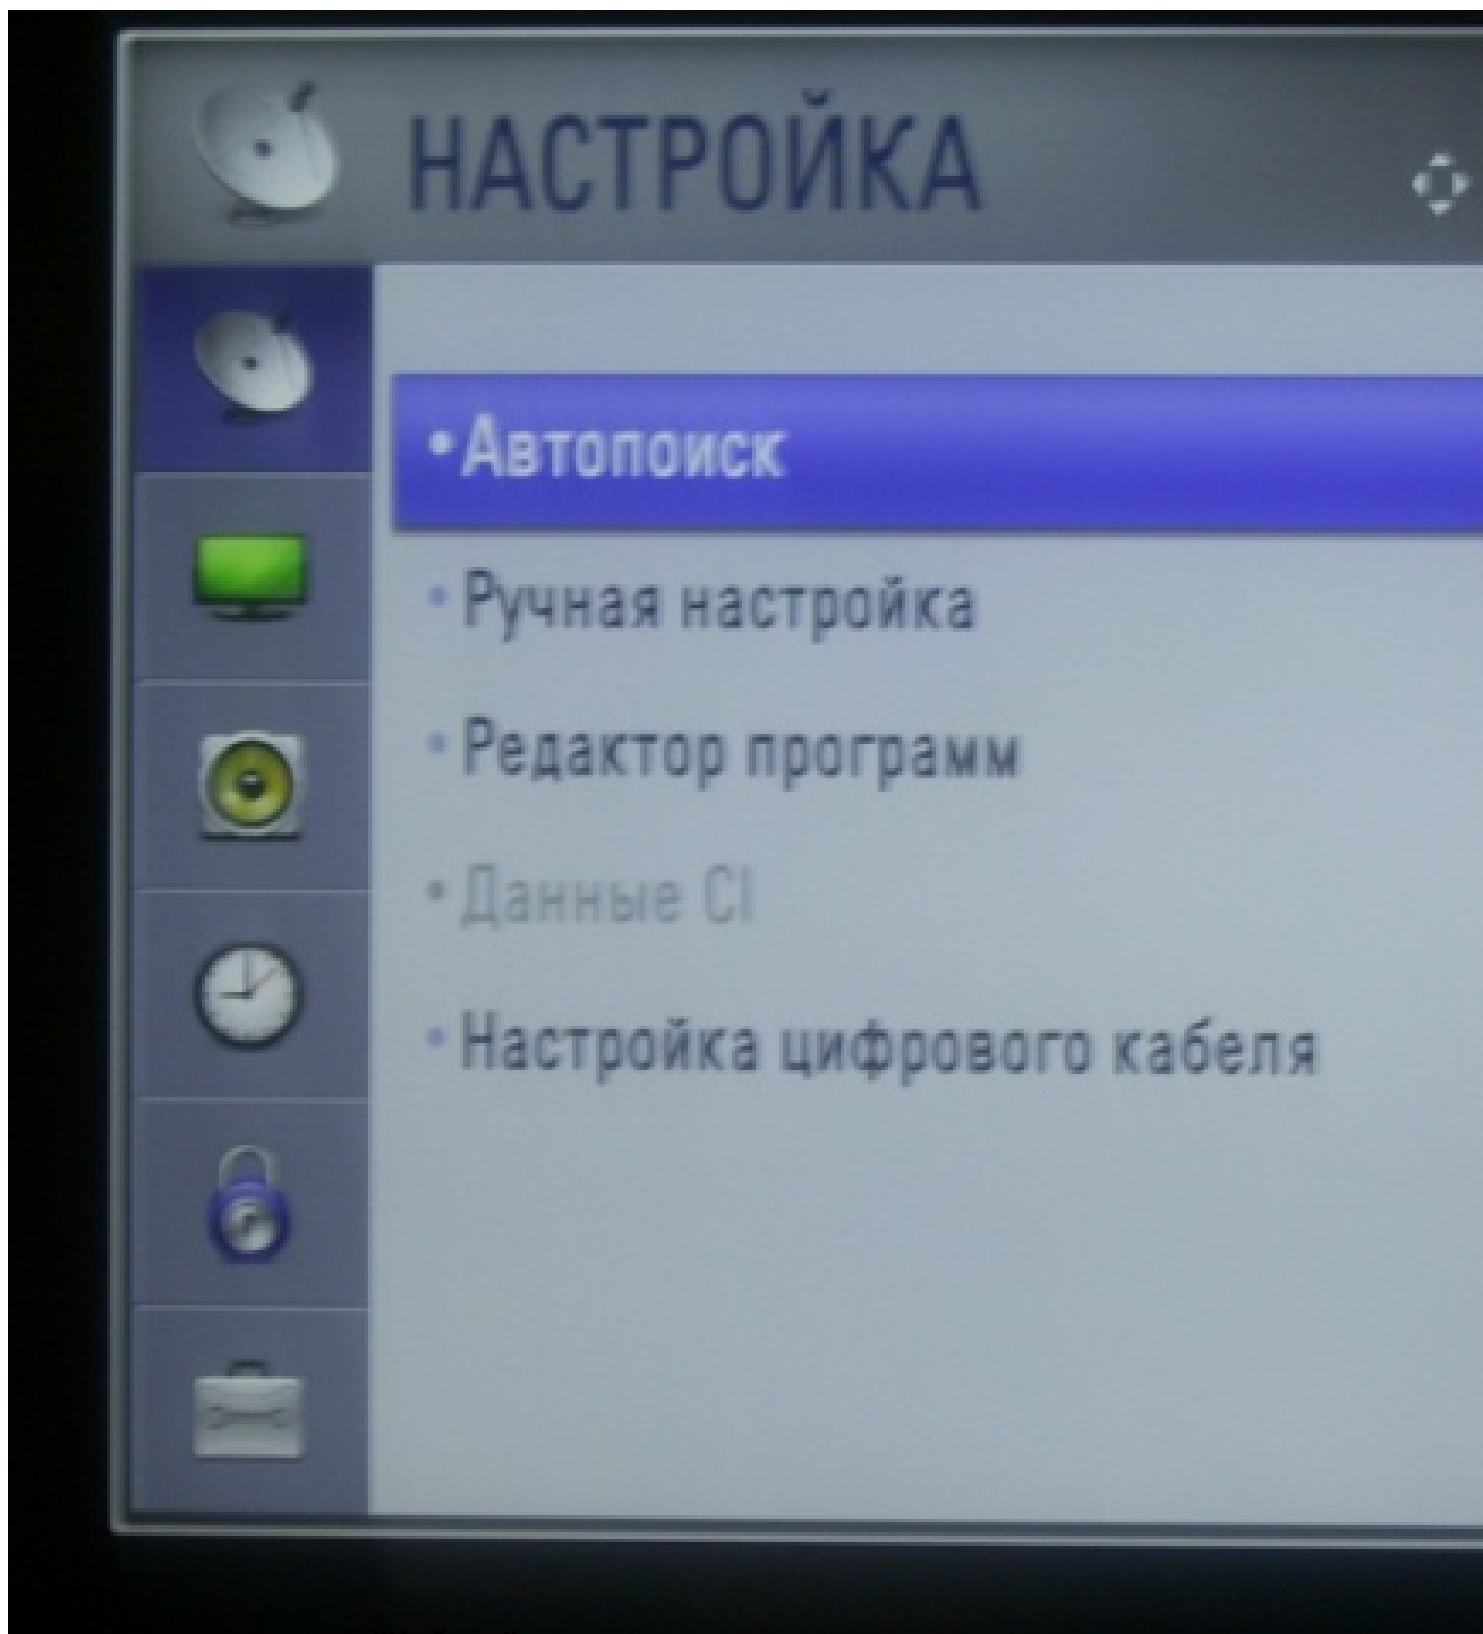 НАСТРОЙКА
•Автопоиск
•Ручная настройка
•Редактор программ
•Данные CI
•Настройка цифрового кабеля